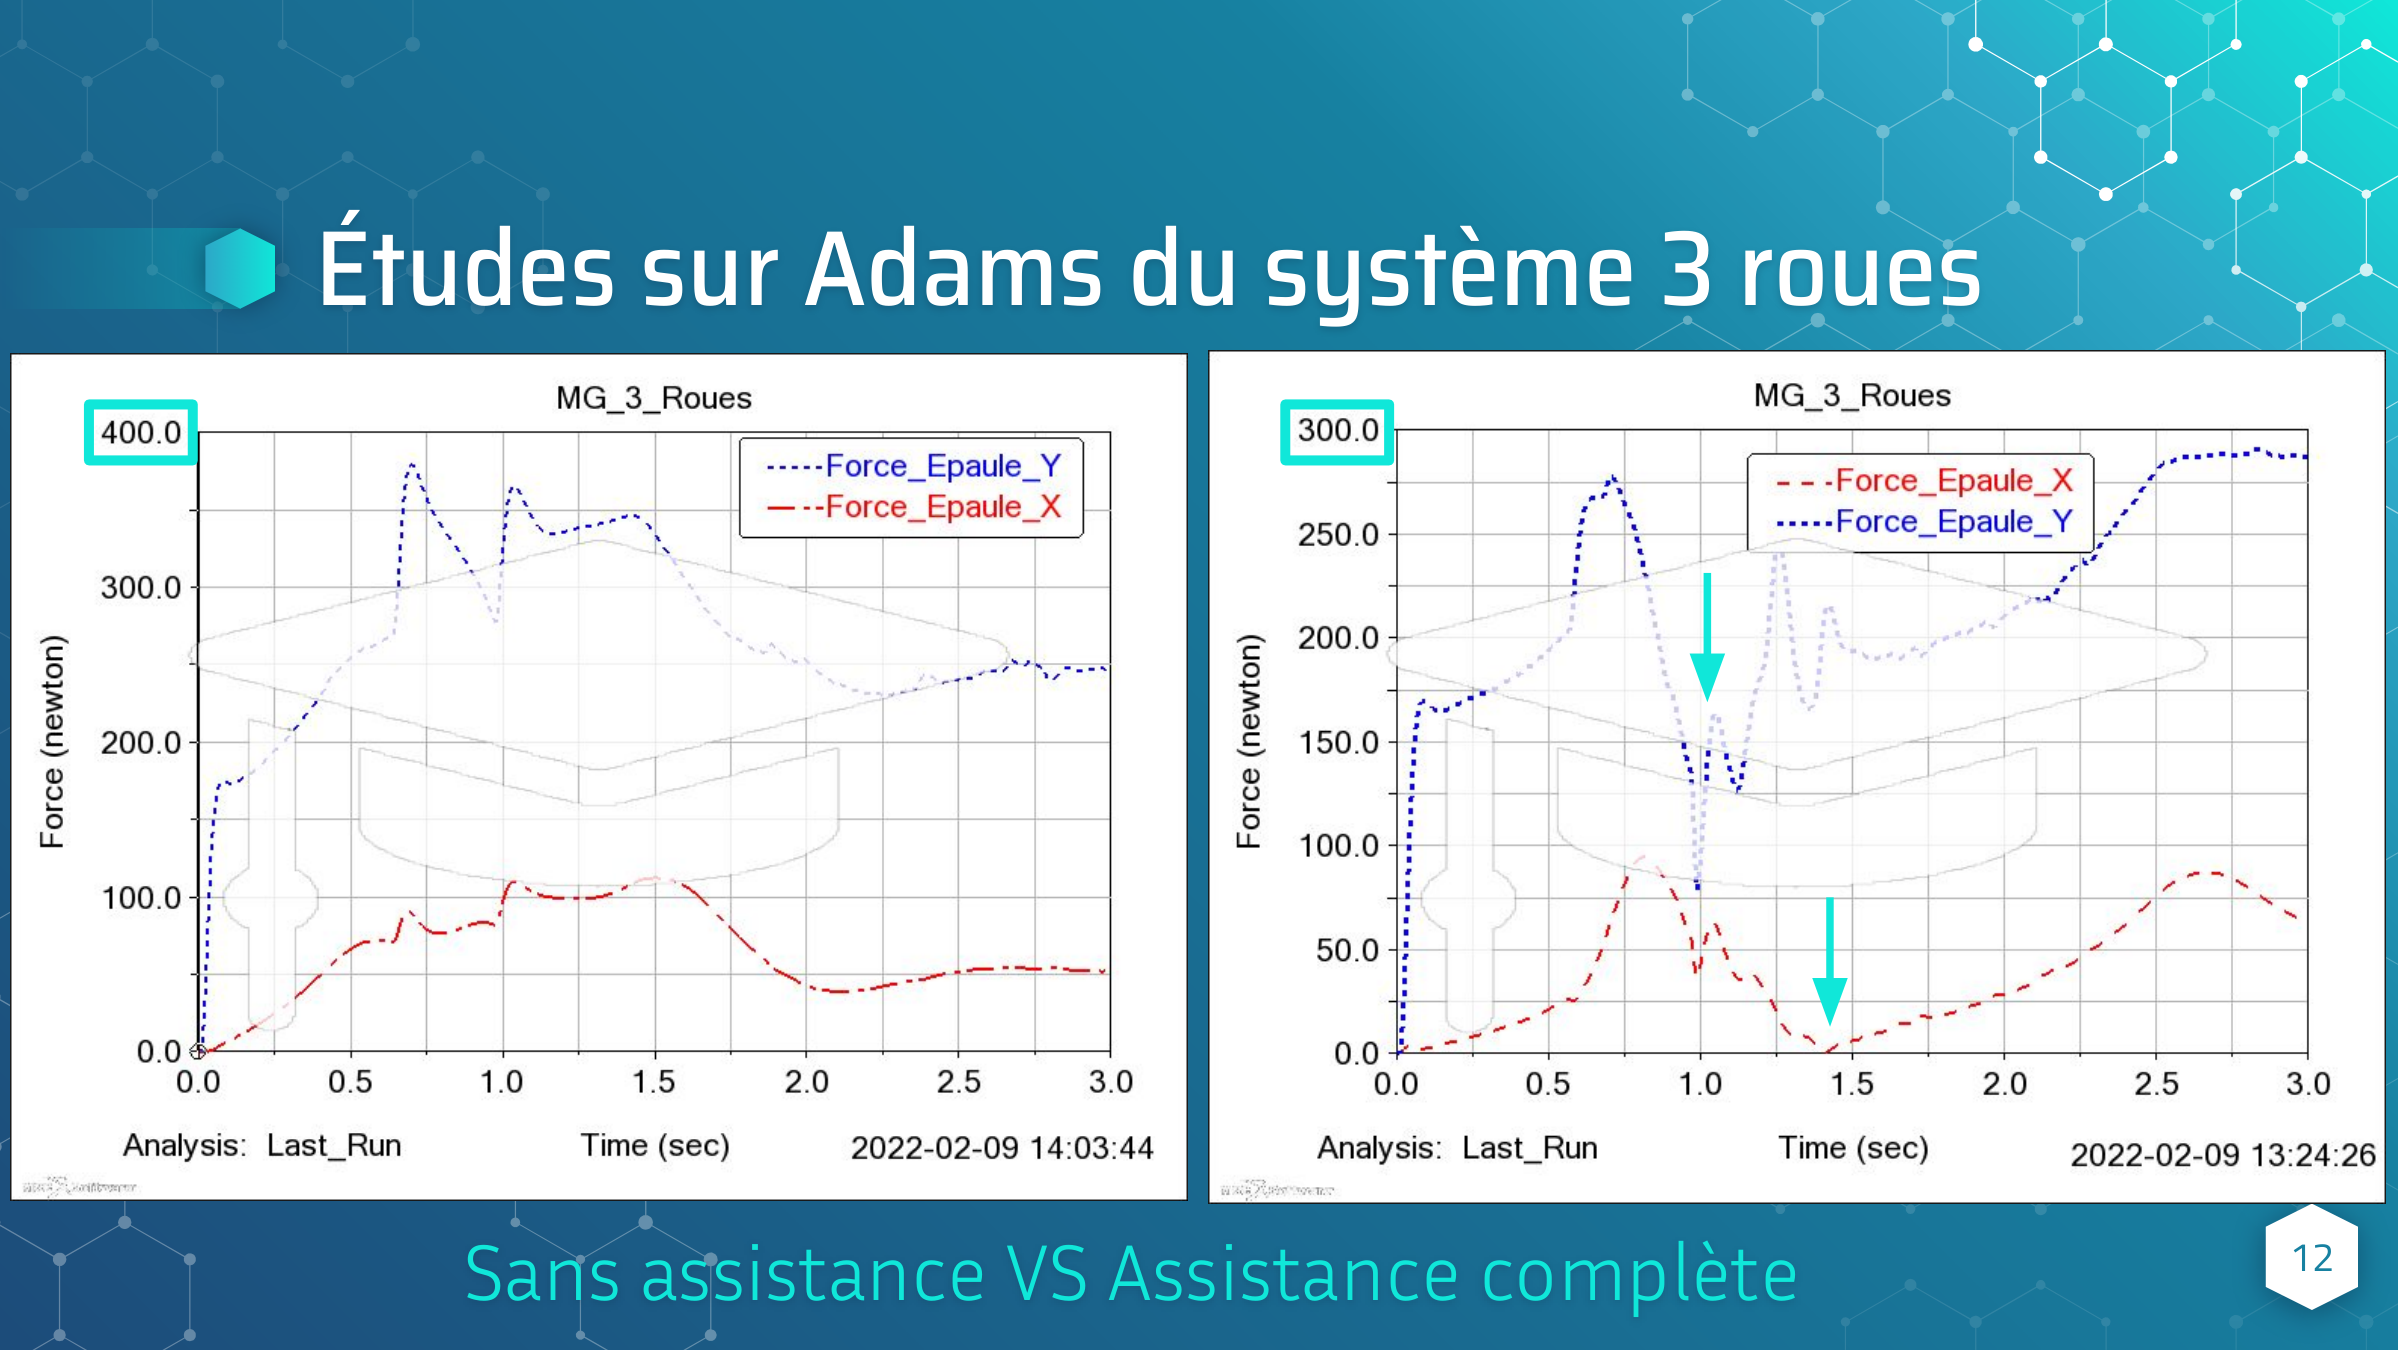 Études sur Adams du système 3 roues
MG_3_Roues
400.0
300.0
200.0
100.0
0.0
Force (newton)
Force_Epaule_Y
Force_Epaule_X
0.0 0.5 1.0 1.5 2.0 2.5 3.0
Analysis: Last_Run
Time (sec)
2022-02-09 14:03:44
MG_3_Roues
300.0
250.0
200.0
150.0
100.0
50.0
0.0
Force (newton)
Force_Epaule_X
Force_Epaule_Y
0.0 0.5 1.0 1.5 2.0 2.5 3.0
Analysis: Last_Run
Time (sec)
2022-02-09 13:24:26
Sans assistance VS Assistance complète
12